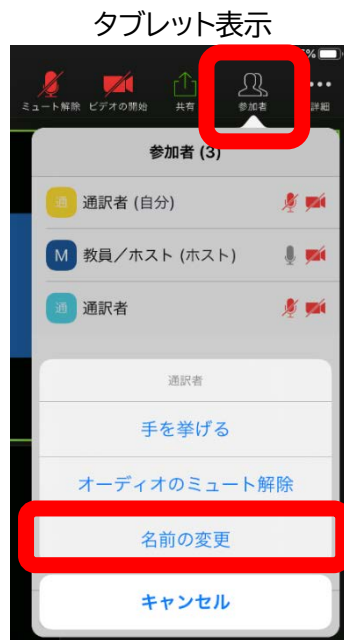 タブレット表示
%
ミュート解除 ビデオの開始 共有 参加者 詳細
参加者 (3)
通 通訳者 (自分)
M 教員／ホスト (ホスト)
通 通訳者
通訳者
手を挙げる
オーディオのミュート解除
名前の変更
キャンセル